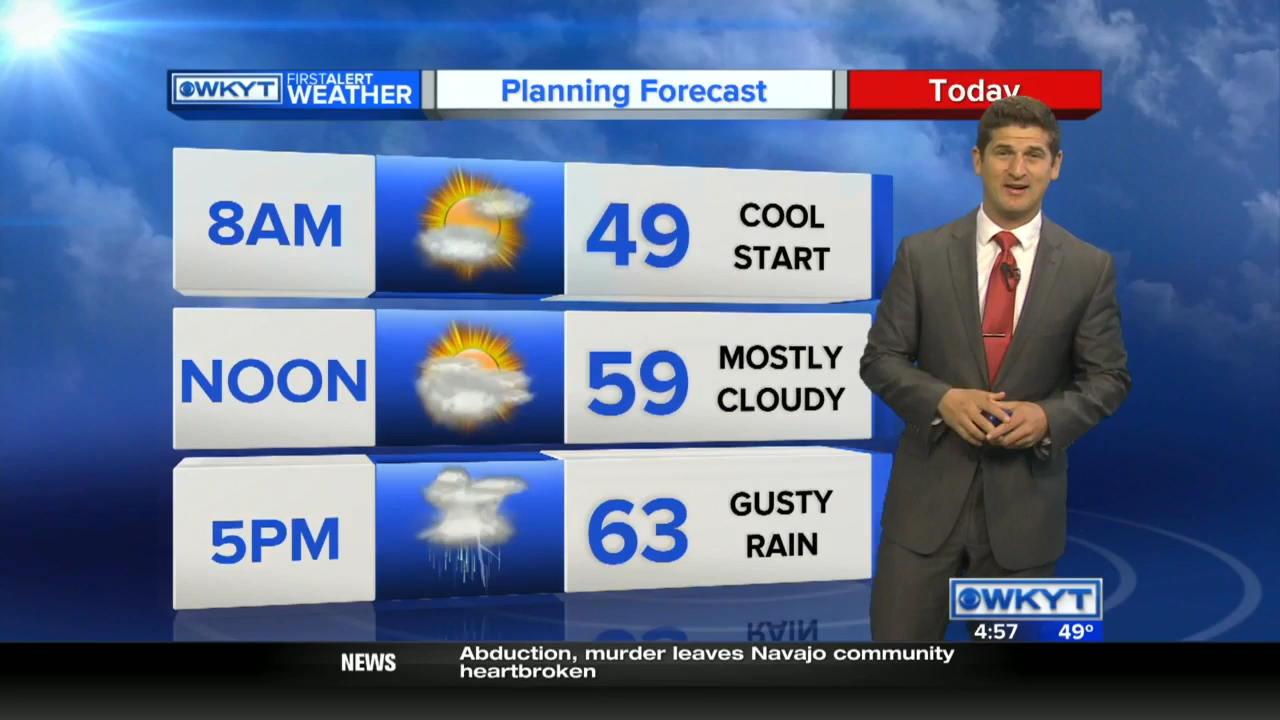 WKYT FIRST ALERT WEATHER
Planning Forecast
Today
8AM
49
COOL
START
NOON
59
MOSTLY
CLOUDY
5PM
63
GUSTY
RAIN
RAIN
WKYT
4:57 49°
NEWS
Abduction, murder leaves Navajo community
heartbroken